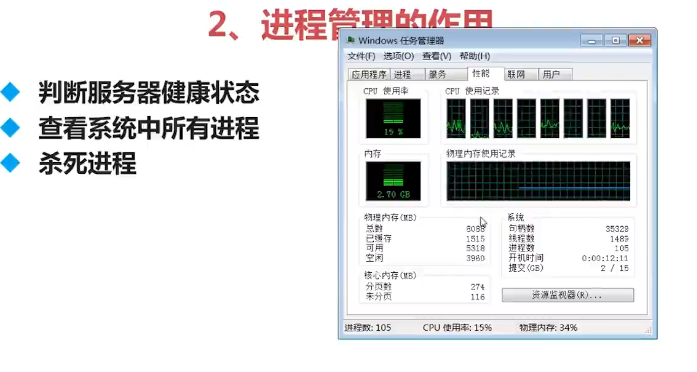 2、进程管理的作用
判断服务器健康状态
查看系统中所有进程
杀死进程
Windows 任务管理器
文件(F) 选项(O) 查看(V) 帮助(H)
应用程序 进程 服务 性能 联网 用户
CPU 使用率 CPU 使用记录
15 %
内存 物理内存使用记录
2.70 GB
物理内存(MB)
总数 8088
已缓存 1515
可用 5318
空闲 3960
核心内存(MB)
分页数 274
未分页 116
系统
句柄数 35329
线程数 1489
进程数 105
开机时间 0:00:12:11
提交(GB) 2 / 15
资源监视器(R)...
进程数: 105 CPU 使用率: 15% 物理内存: 34%